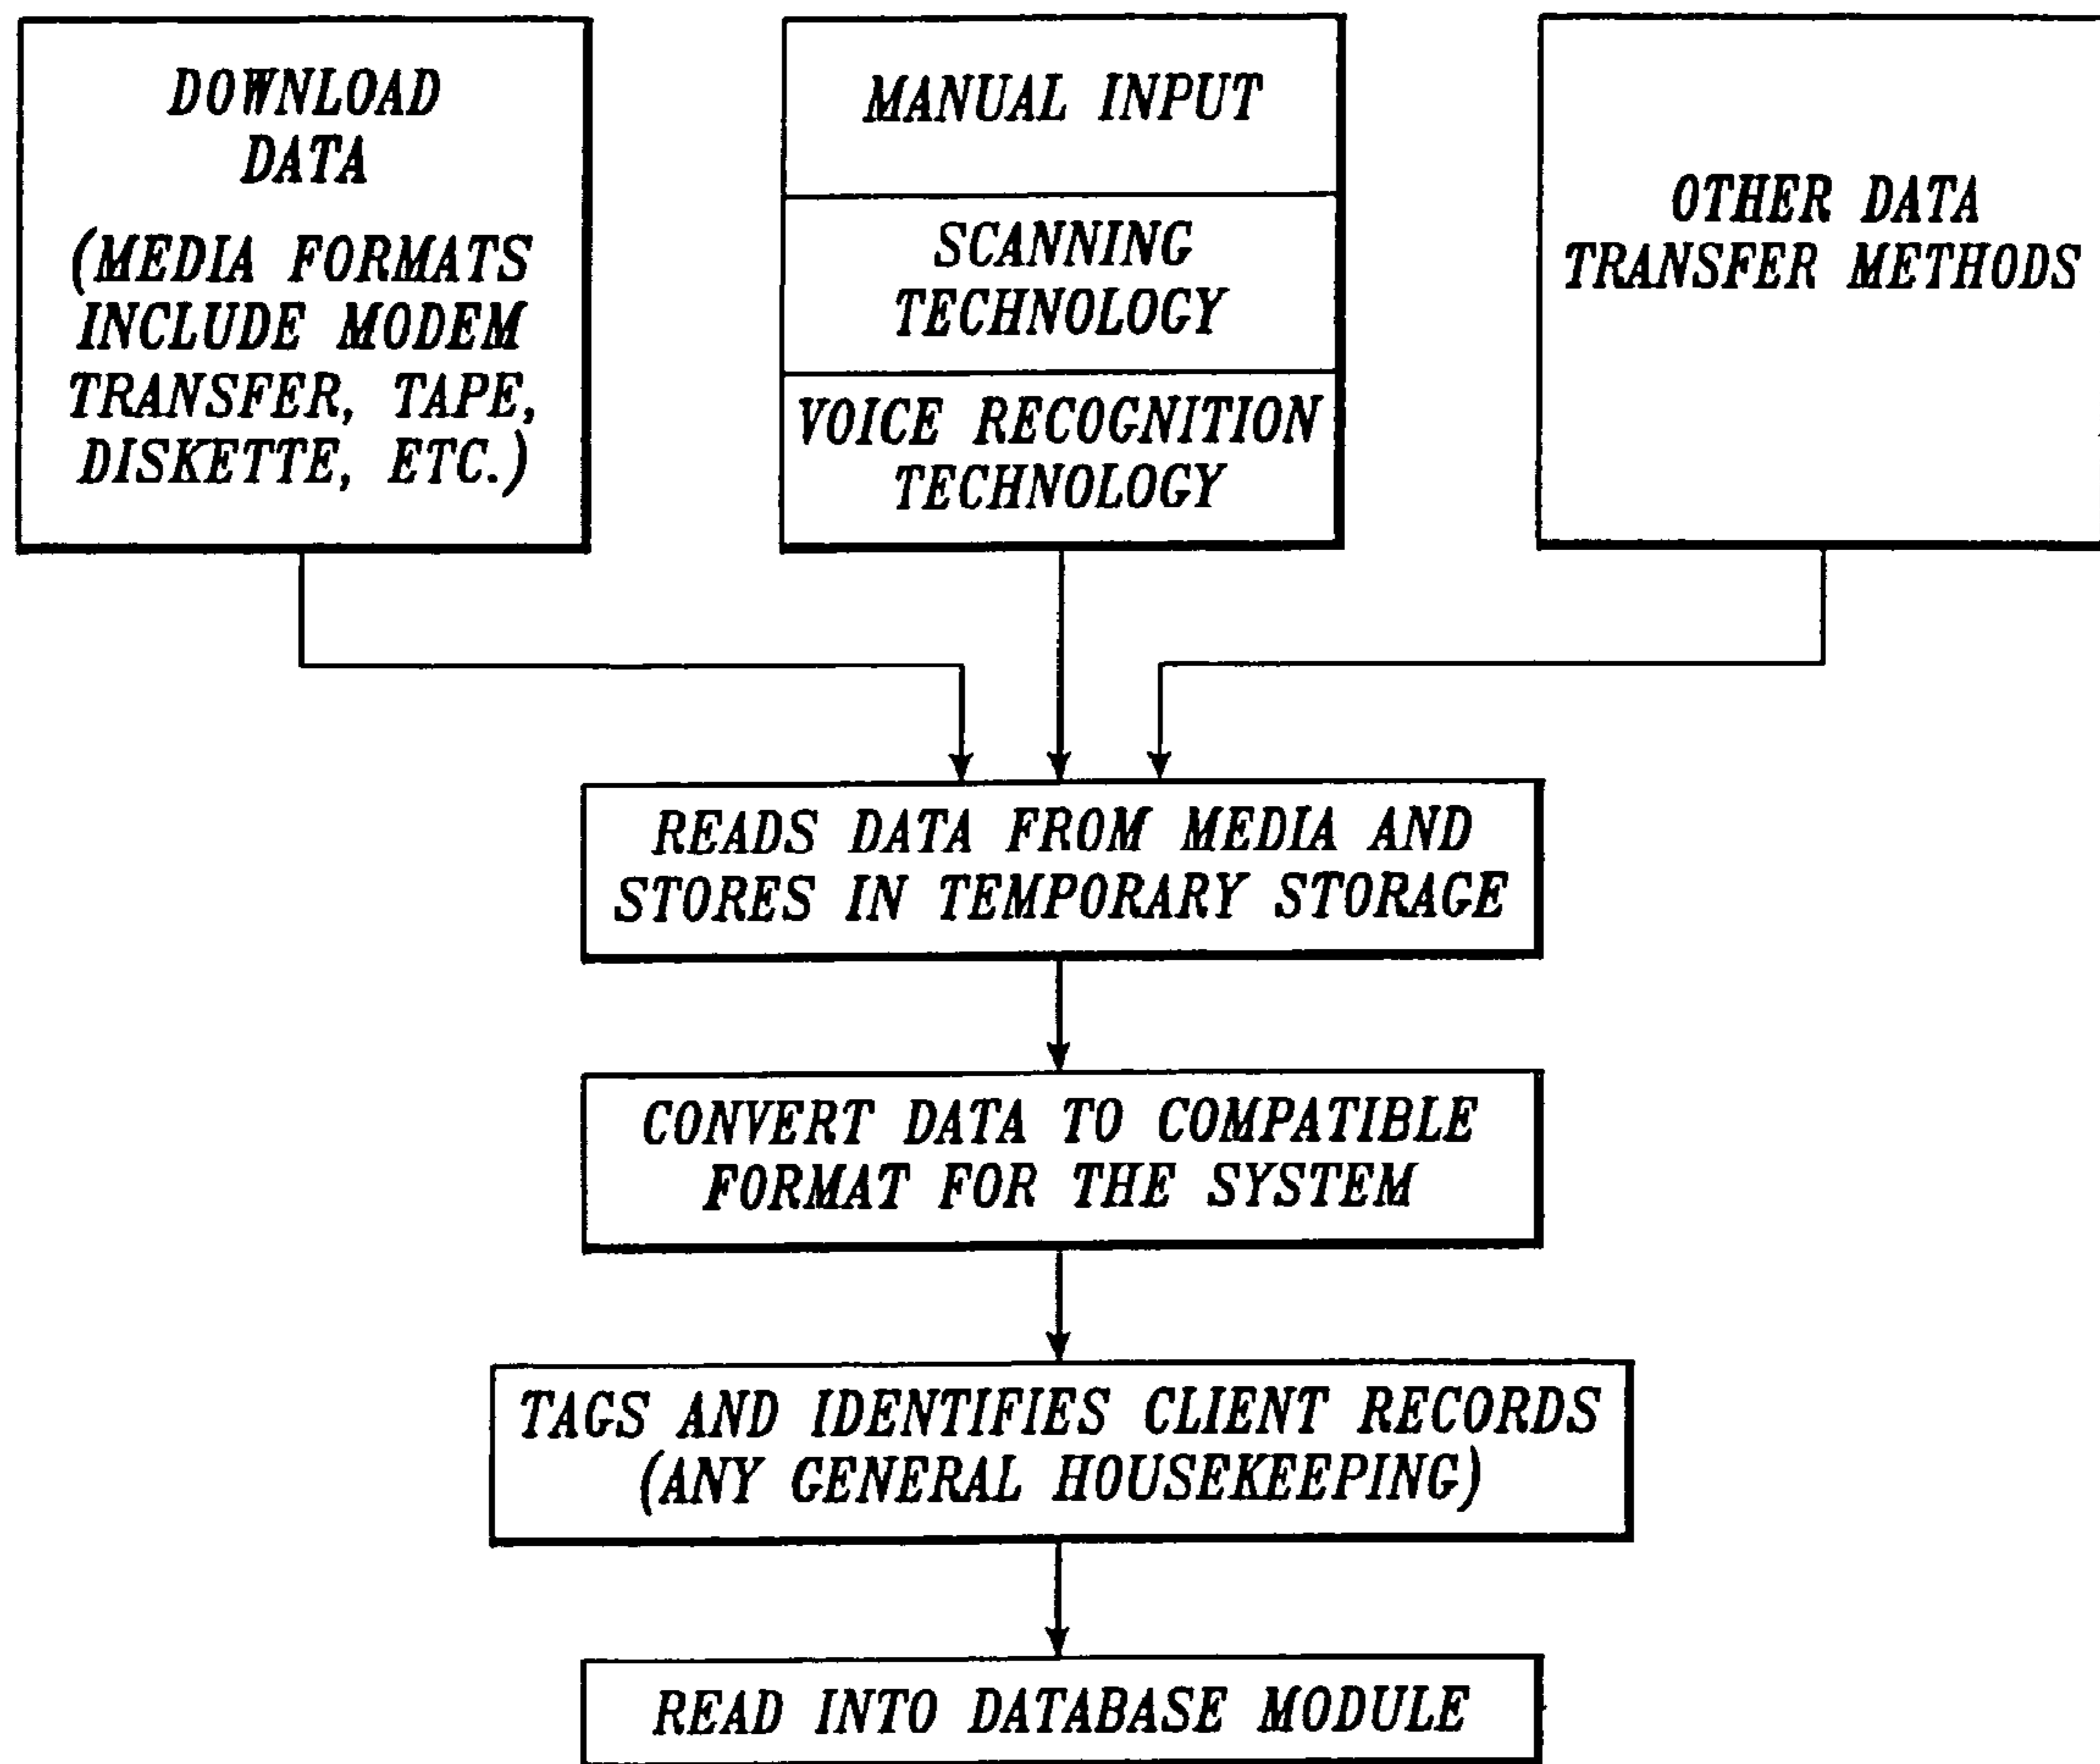 DOWNLOAD
DATA
(MEDIA FORMATS
INCLUDE MODEM
TRANSFER, TAPE,
DISKETTE, ETC.)
MANUAL INPUT
SCANNING
TECHNOLOGY
VOICE RECOGNITION
TECHNOLOGY
OTHER DATA
TRANSFER METHODS
READS DATA FROM MEDIA AND
STORES IN TEMPORARY STORAGE
CONVERT DATA TO COMPATIBLE
FORMAT FOR THE SYSTEM
TAGS AND IDENTIFIES CLIENT RECORDS
(ANY GENERAL HOUSEKEEPING)
READ INTO DATABASE MODULE